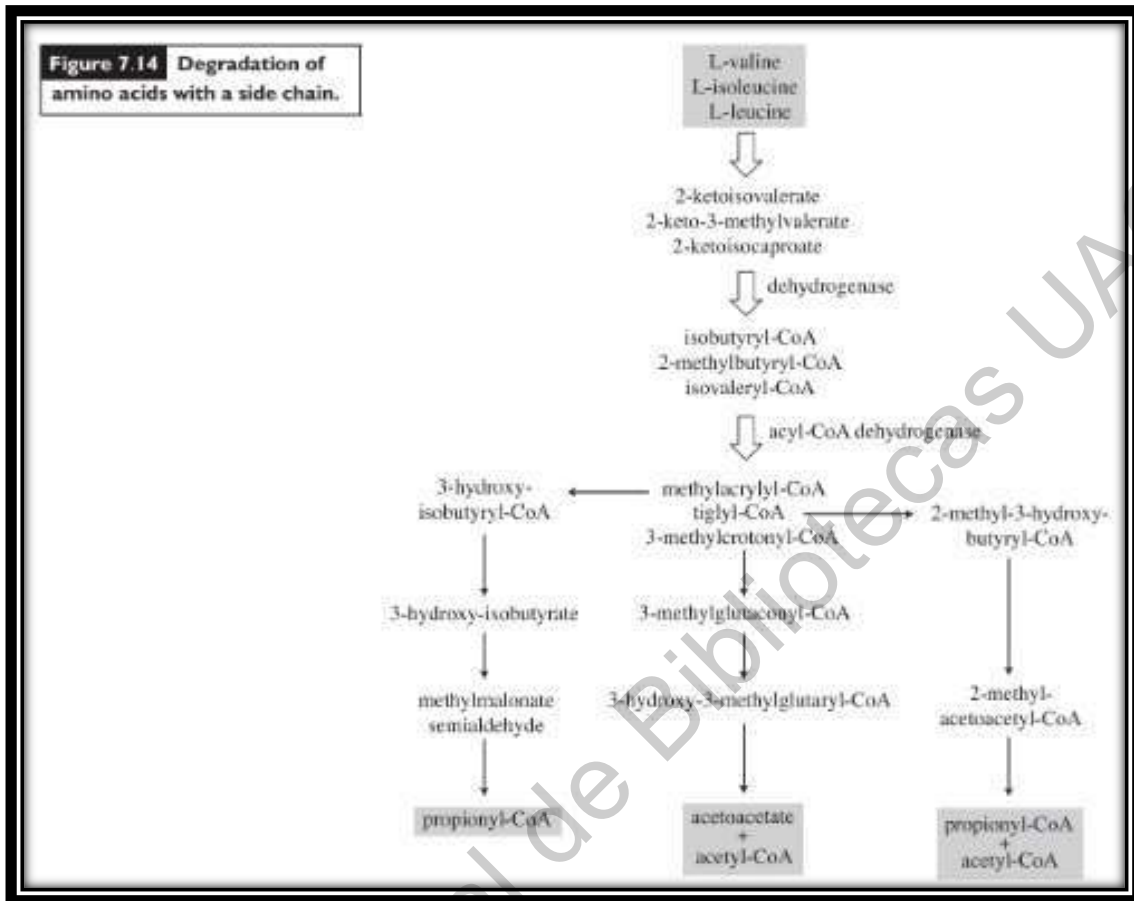 Figure 7.14 Degradation of
amino acids with a side chain.
L-valine
L-isoleucine
L-leucine
2-ketoisovalerate
2-keto-3-methylvalerate
2-ketoisocaproate
dehydrogenase
isobutyryl-CoA
2-methylbutyryl-CoA
isovaleryl-CoA
acyl-CoA dehydrogenase
3-hydroxy-
isobutyryl-CoA
methylacrylyl-CoA
tiglyl-CoA
3-methylcrotonyl-CoA
2-methyl-3-hydroxy-
butyryl-CoA
3-hydroxy-isobutyrate
3-methylglutaconyl-CoA
methylmalonate
semialdehyde
3-hydroxy-3-methylglutaryl-CoA
2-methyl-
acetoacetyl-CoA
propionyl-CoA
acetoacetate
+
acetyl-CoA
propionyl-CoA
+
acetyl-CoA
de Bibliotecas